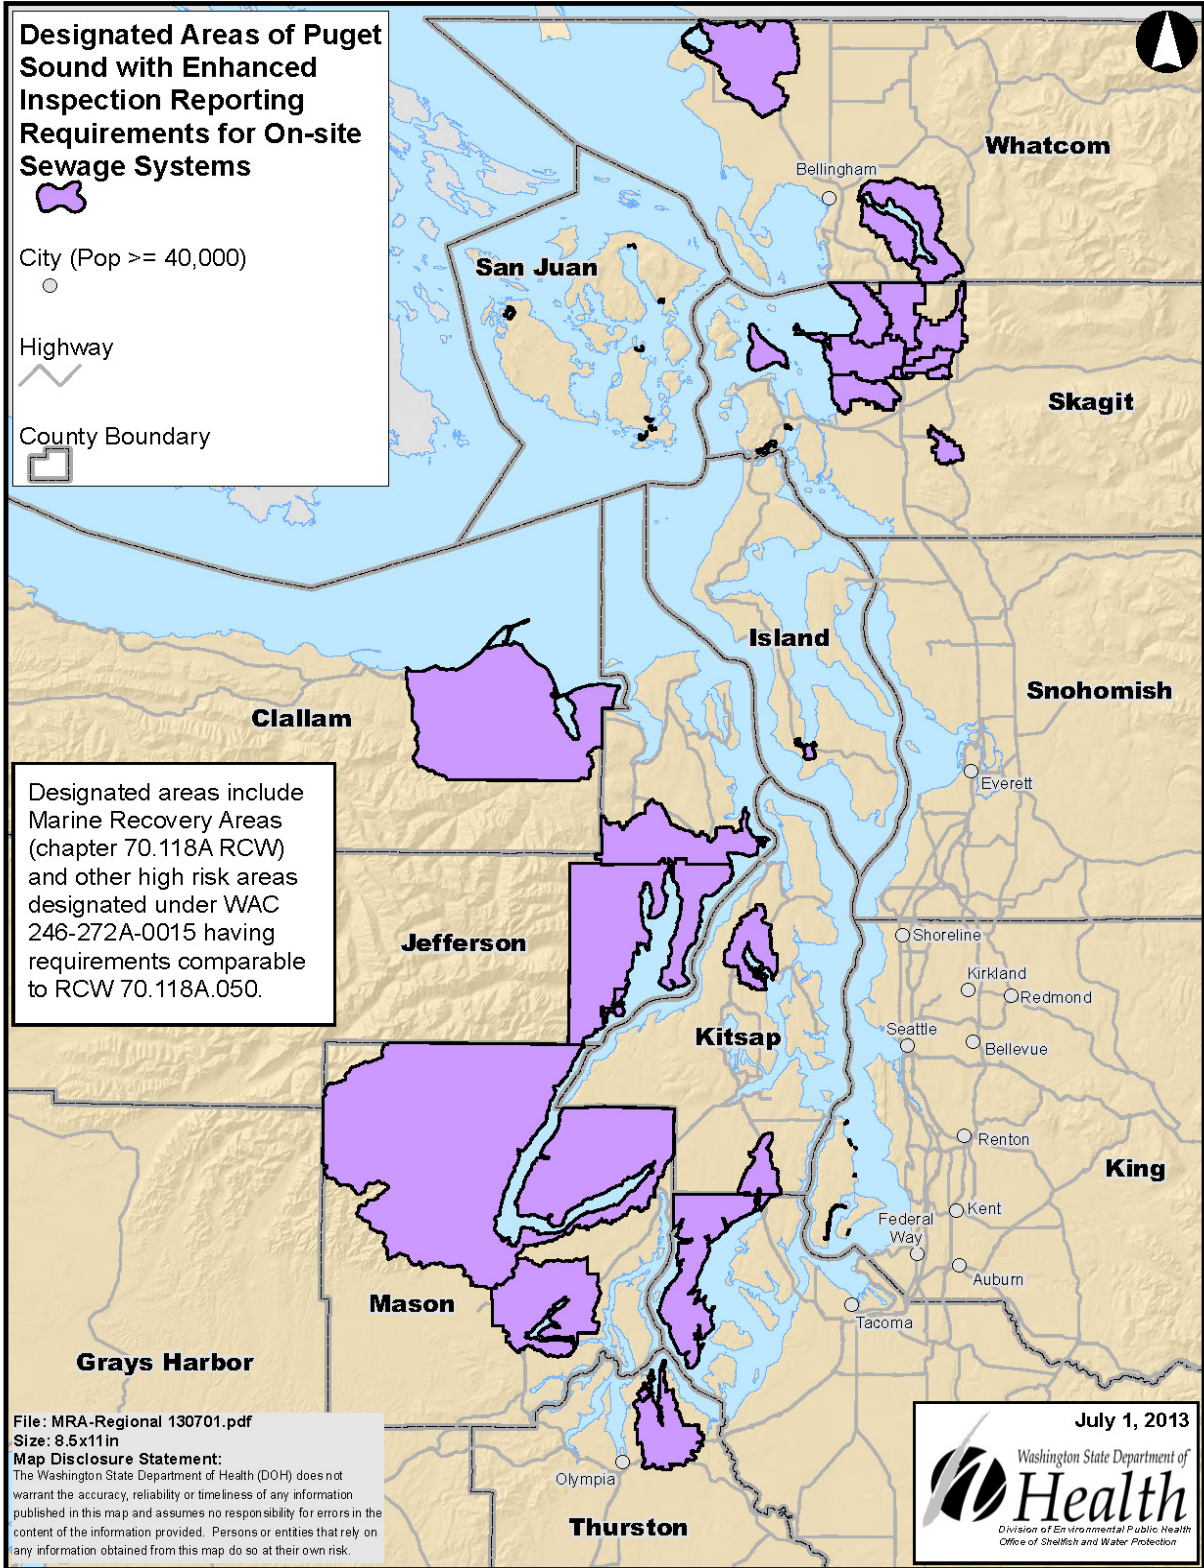 Designated Areas of Puget
Sound with Enhanced
Inspection Reporting
Requirements for On-site
Sewage Systems
City (Pop >= 40,000)
Highway
County Boundary
Whatcom
Bellingham
San Juan
Skagit
Island
Snohomish
Clallam
Everett
Designated areas include
Marine Recovery Areas
(chapter 70.118A RCW)
and other high risk areas
designated under WAC
246-272A-0015 having
requirements comparable
to RCW 70.118A.050.
Jefferson
Shoreline
Kirkland
Redmond
Seattle
Kitsap
Bellevue
Renton
King
Kent
Federal
Way
Auburn
Mason
Tacoma
Grays Harbor
Olympia
Thurston
File: MRA-Regional 130701.pdf
Size: 8.5x11in
Map Disclosure Statement:
The Washington State Department of Health (DOH) does not
warrant the accuracy, reliability or timeliness of any information
published in this map and assumes no responsibility for errors in the
content of the information provided. Persons or entities that rely on
any information obtained from this map do so at their own risk.
July 1, 2013
Washington State Department of
Health
Division of Environmental Public Health
Office of Shellfish and Water Protection